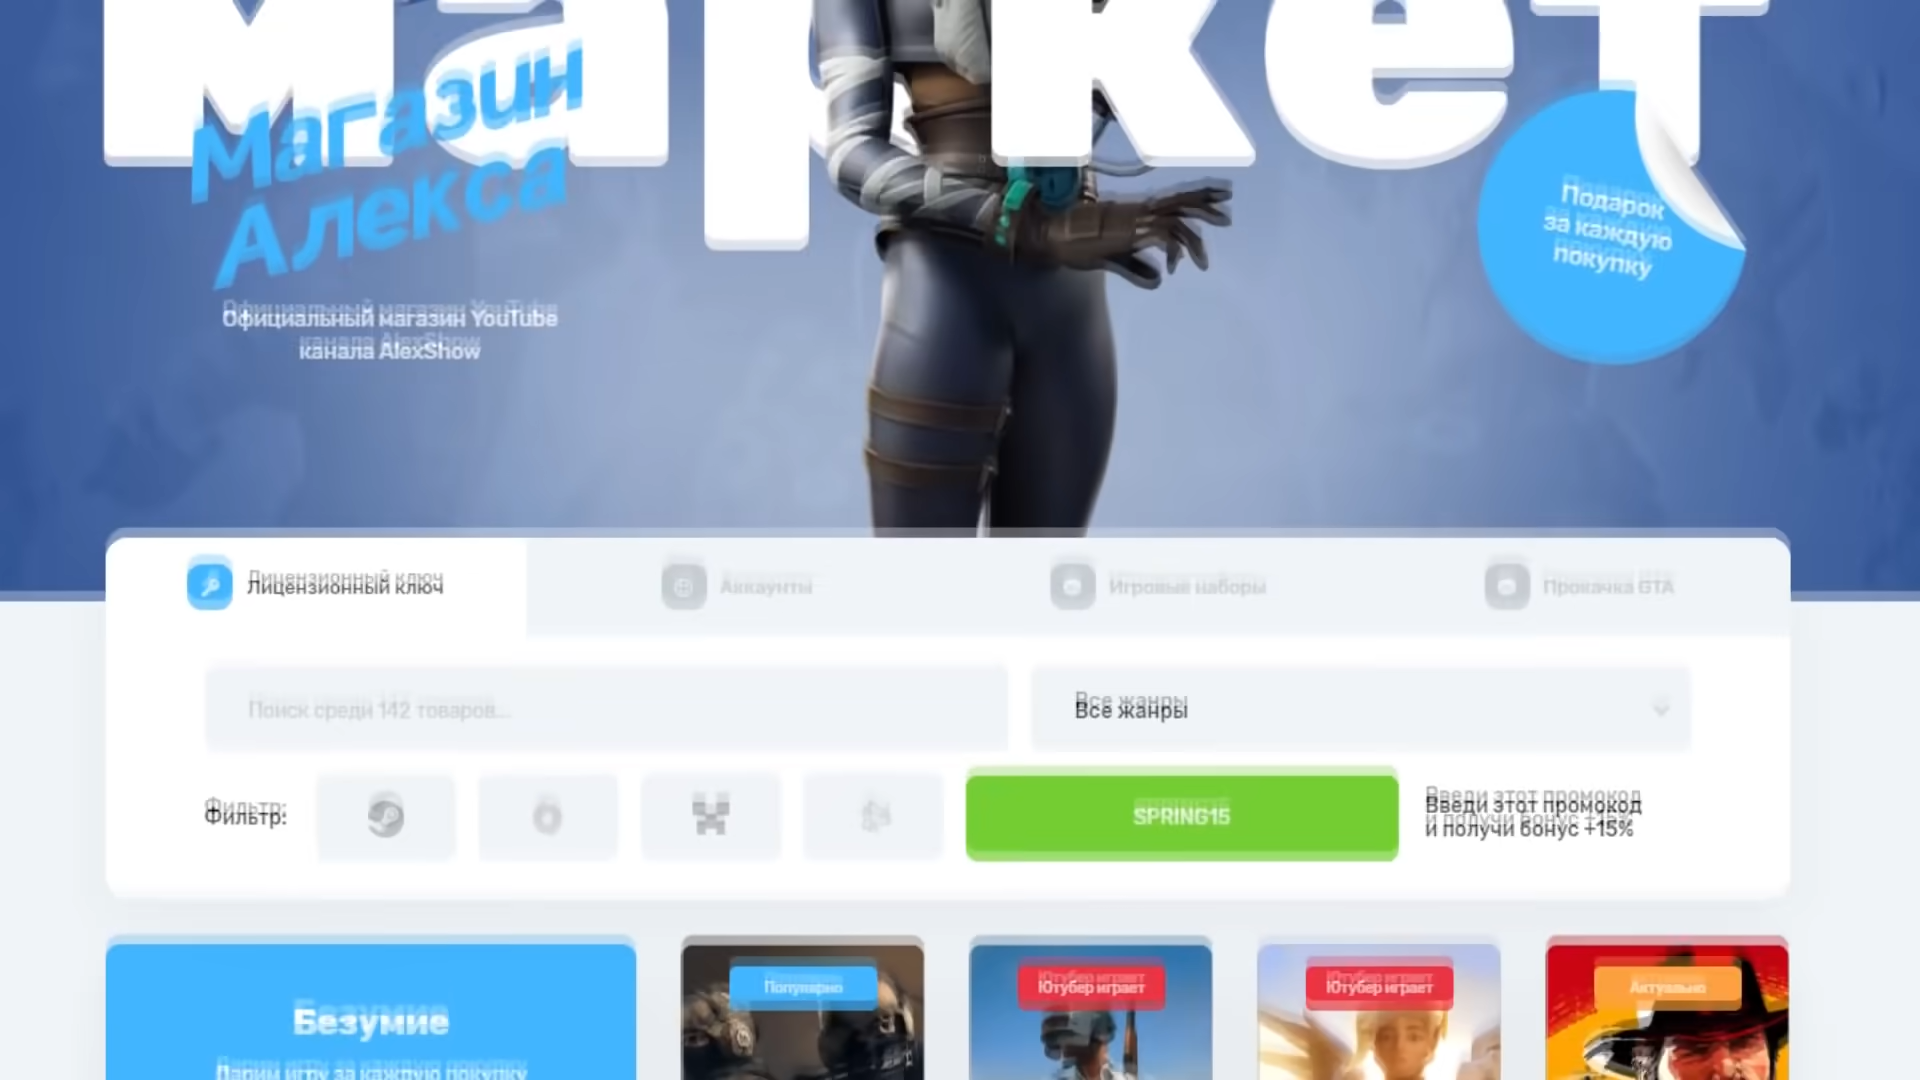 маркет
Магазин
Алекса
Официальный магазин YouTube
канала AlexShow
Подарок
за каждую
покупку
Лицензионный ключ
Аккаунты
Игровые наборы
Прокачка GTA
Поиск среди 142 товаров...
Все жанры
Фильтр:
SPRING15
Введи этот промокод
и получи бонус +15%
Безумие
Дарим игру за каждую покупку
Популярно
Ютубер играет
Ютубер играет
Актуально